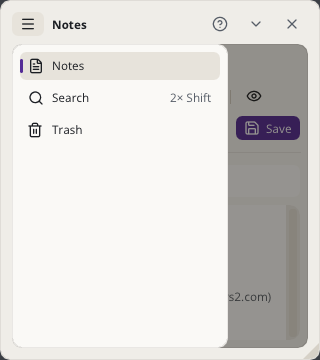 Notes
Notes
Search 2× Shift
Trash
Save
s2.com)